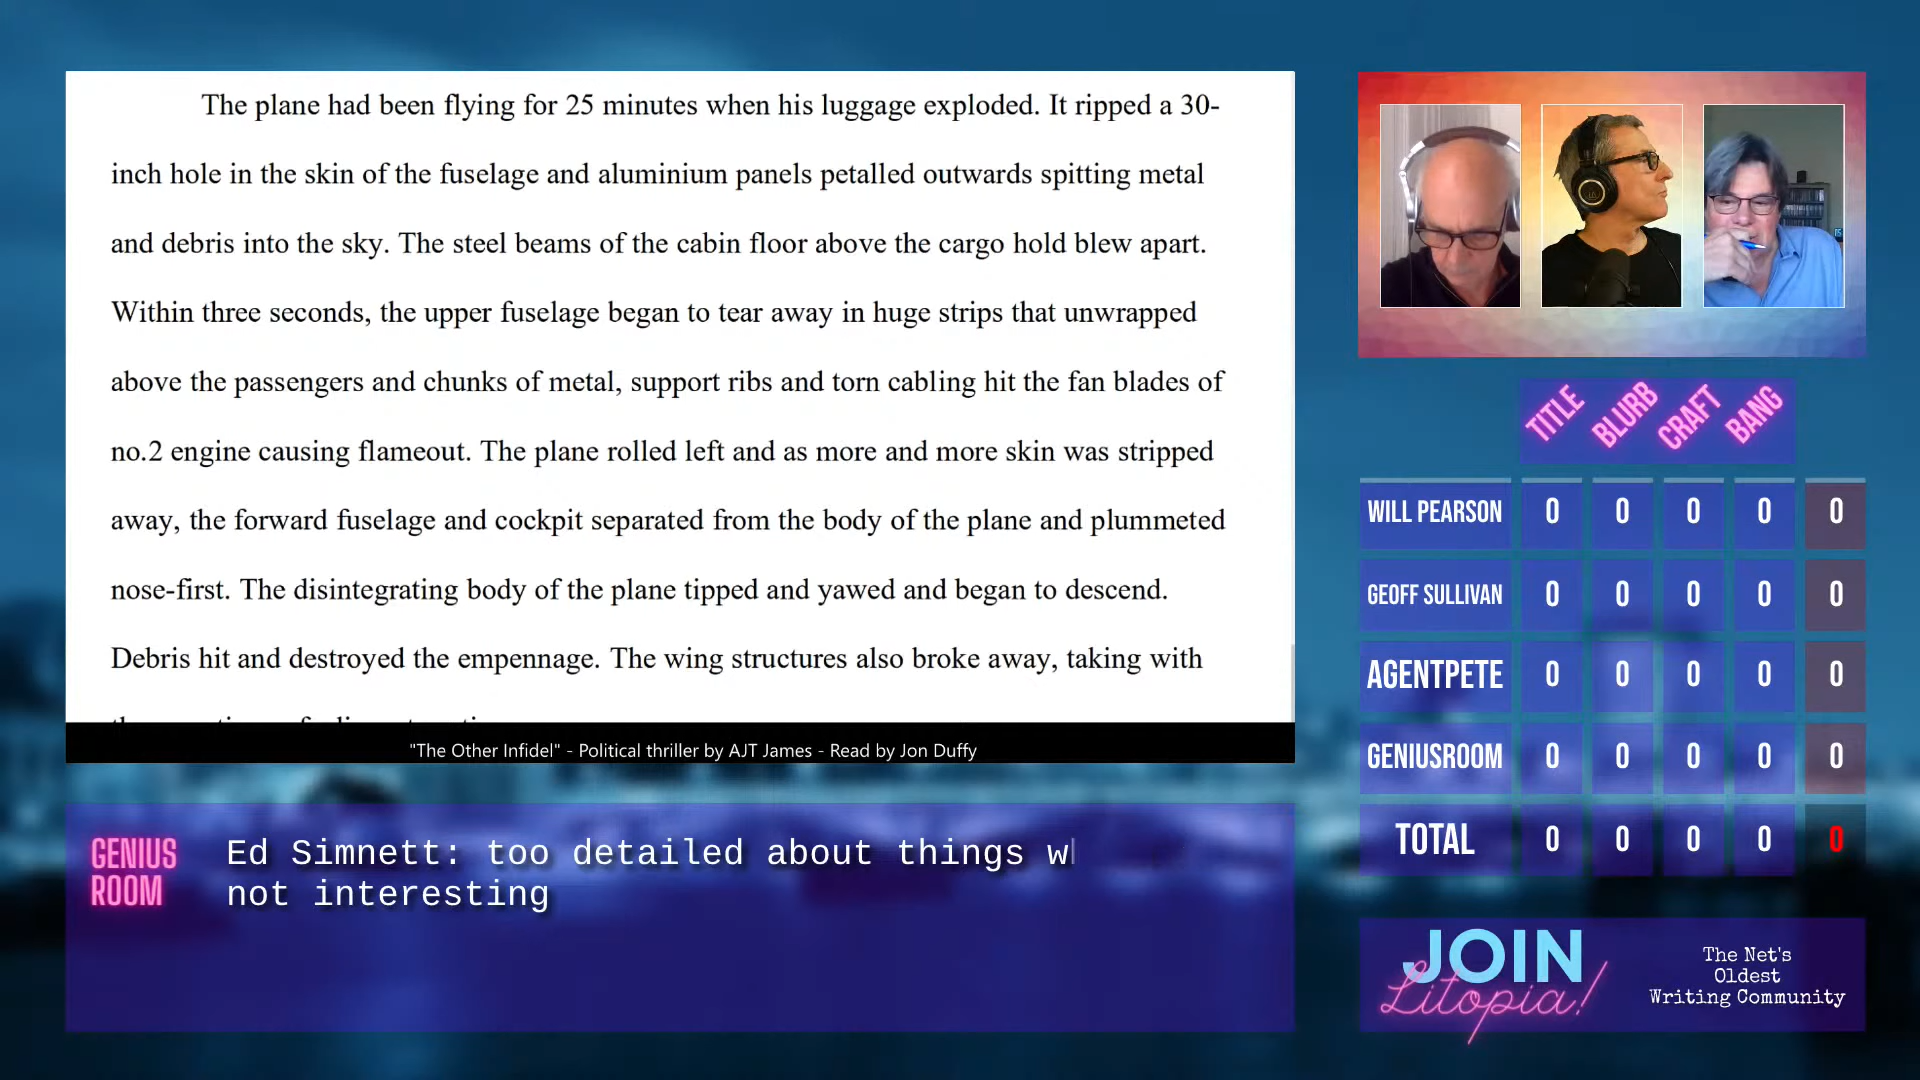 The plane had been flying for 25 minutes when his luggage exploded. It ripped a 30-
inch hole in the skin of the fuselage and aluminium panels petalled outwards spitting metal
and debris into the sky. The steel beams of the cabin floor above the cargo hold blew apart.
Within three seconds, the upper fuselage began to tear away in huge strips that unwrapped
above the passengers and chunks of metal, support ribs and torn cabling hit the fan blades of
no.2 engine causing flameout. The plane rolled left and as more and more skin was stripped
away, the forward fuselage and cockpit separated from the body of the plane and plummeted
nose-first. The disintegrating body of the plane tipped and yawed and began to descend.
Debris hit and destroyed the empennage. The wing structures also broke away, taking with
"The Other Infidel" - Political thriller by AJT James - Read by Jon Duffy
GENIUS
ROOM
Ed Simnett: too detailed about things
not interesting
TITLE BLURB CRAFT BANG
WILL PEARSON 0 0 0 0 0
GEOFF SULLIVAN 0 0 0 0 0
AGENTPETE 0 0 0 0 0
GENIUSROOM 0 0 0 0 0
TOTAL 0 0 0 0 0
JOIN
Litopia!
The Net's
Oldest
Writing Community